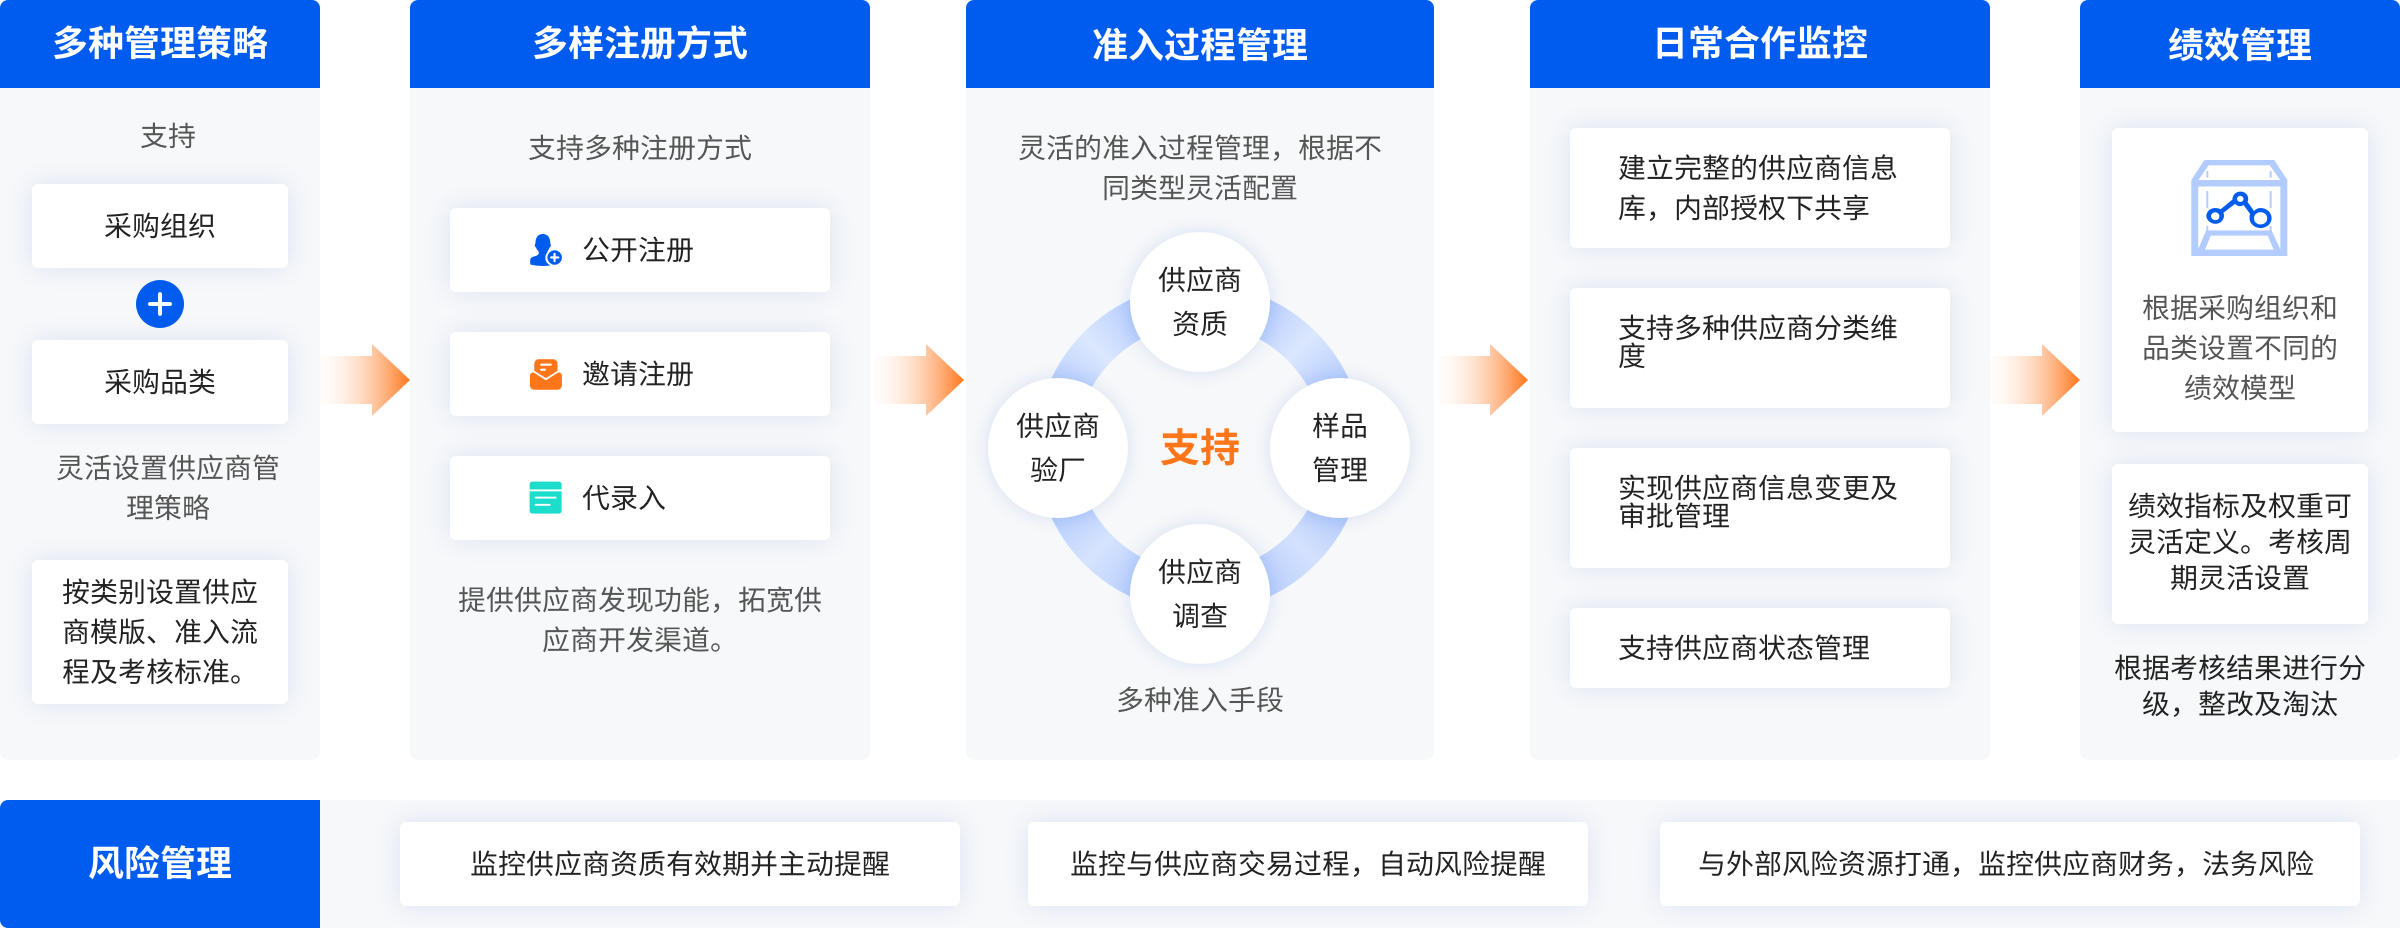 多种管理策略
支持
采购组织
采购品类
灵活设置供应商管
理策略
按类别设置供应
商模版、准入流
程及考核标准。
多样注册方式
支持多种注册方式
公开注册
邀请注册
代录入
提供供应商发现功能，拓宽供
应商开发渠道。
准入过程管理
灵活的准入过程管理，根据不
同类型灵活配置
供应商
资质
供应商
验厂
支持
样品
管理
供应商
调查
多种准入手段
日常合作监控
建立完整的供应商信息
库，内部授权下共享
支持多种供应商分类维
度
实现供应商信息变更及
审批管理
支持供应商状态管理
绩效管理
根据采购组织和
品类设置不同的
绩效模型
绩效指标及权重可
灵活定义。考核周
期灵活设置
根据考核结果进行分
级，整改及淘汰
风险管理
监控供应商资质有效期并主动提醒
监控与供应商交易过程，自动风险提醒
与外部风险资源打通，监控供应商财务，法务风险